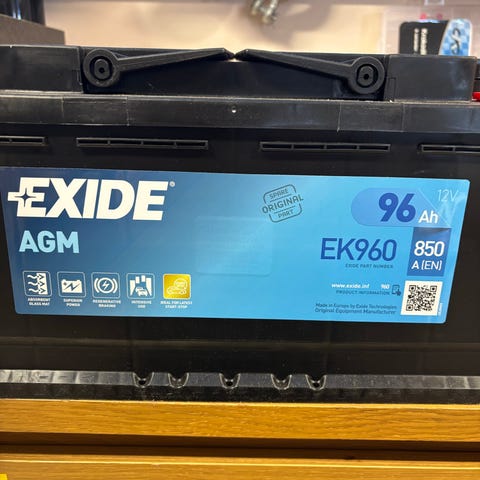 EXIDE
AGM
SPARE
ORIGINAL
PART
12V
96 Ah
EK960
EXIDE PART NUMBER
850
A (EN)
ABSORBENT
GLASS MAT
SUPERIOR
POWER
REGENERATIVE
BRAKING
INTENSIVE
USE
IDEAL FOR LATEST
START-STOP
www.exide.inf
960
PRODUCT INFORMATION
Made in Europe by Exide Technologies
Original Equipment Manufacturer